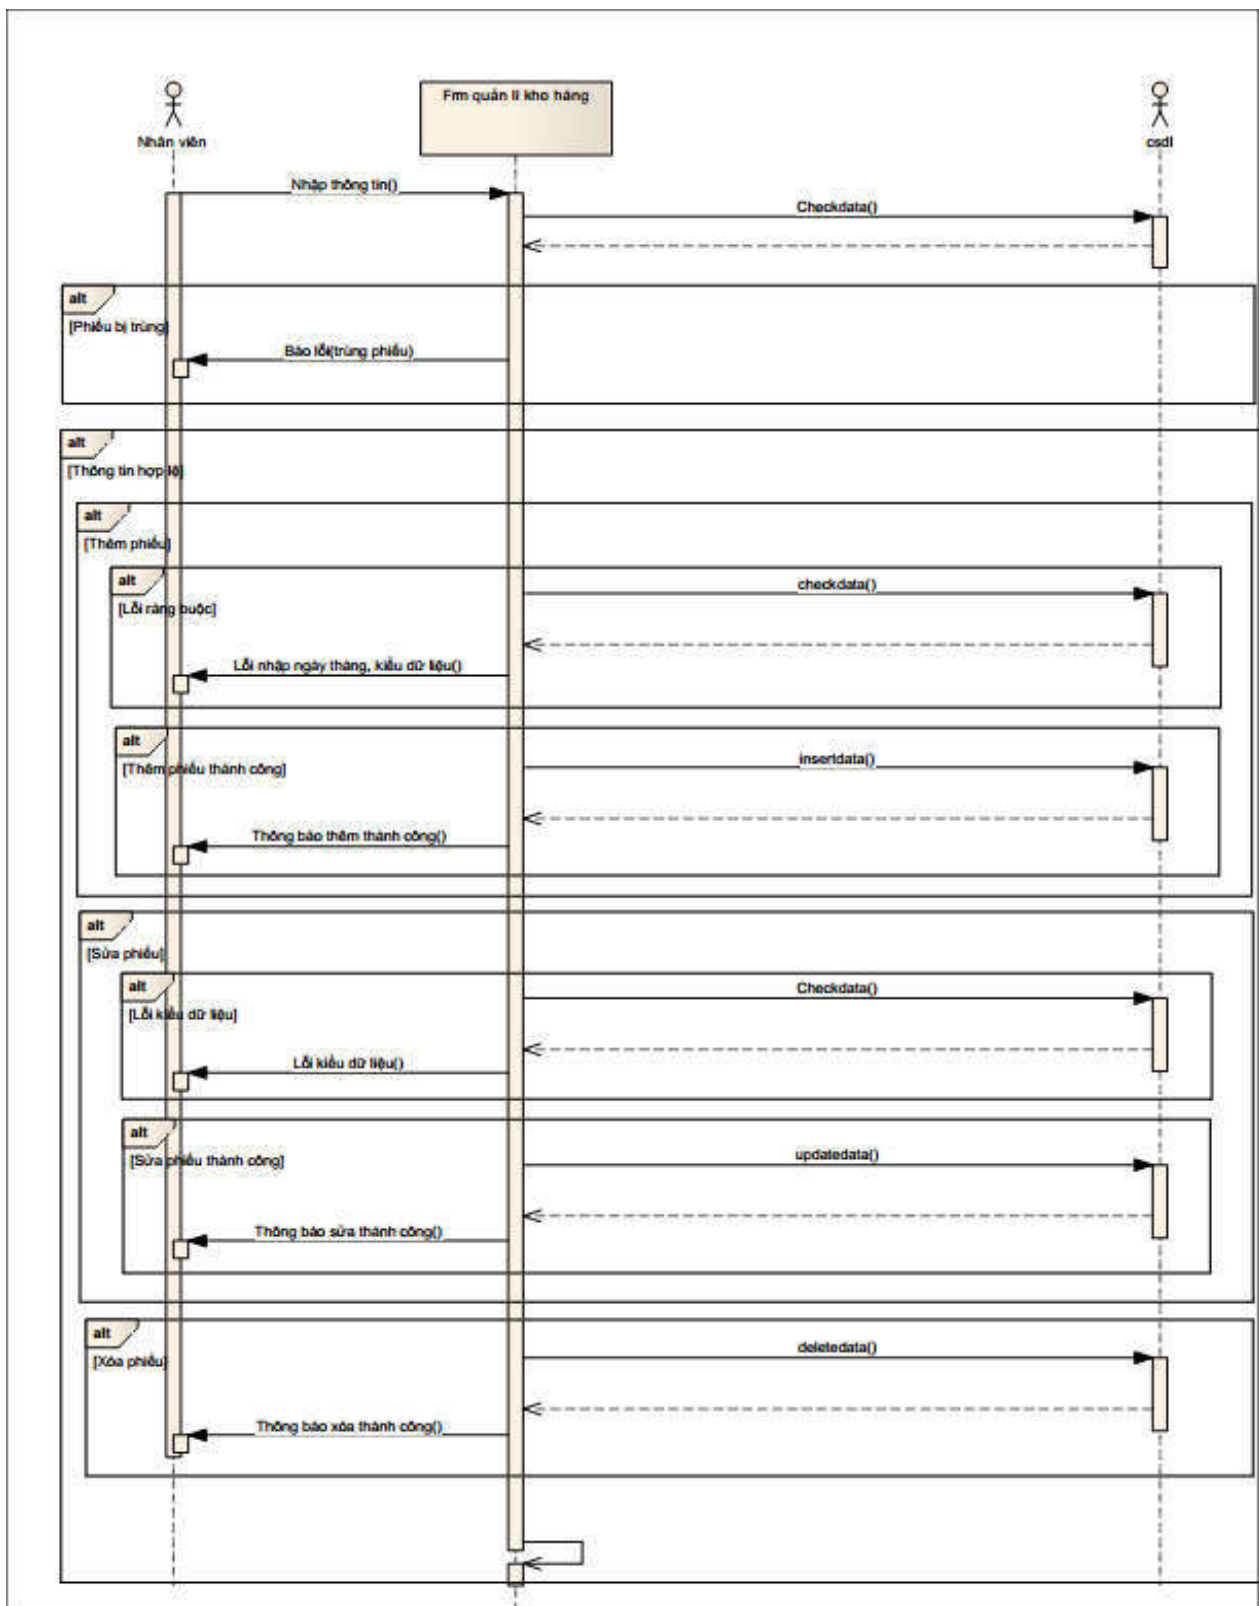 Frm quản lí kho hàng
Nhân viên
csdl
Nhập thông tin()
Checkdata()
alt
[Phiếu bị trùng]
Báo lỗi(trùng phiếu)
alt
[Thông tin hợp lệ]
alt
[Thêm phiếu]
alt
checkdata()
[Lỗi ràng buộc]
Lỗi nhập ngày tháng, kiểu dữ liệu()
alt
insertdata()
[Thêm phiếu thành công]
Thông báo thêm thành công()
alt
[Sửa phiếu]
alt
Checkdata()
[Lỗi kiểu dữ liệu]
Lỗi kiểu dữ liệu()
alt
updatedata()
[Sửa phiếu thành công]
Thông báo sửa thành công()
alt
deletedata()
[Xóa phiếu]
Thông báo xóa thành công()